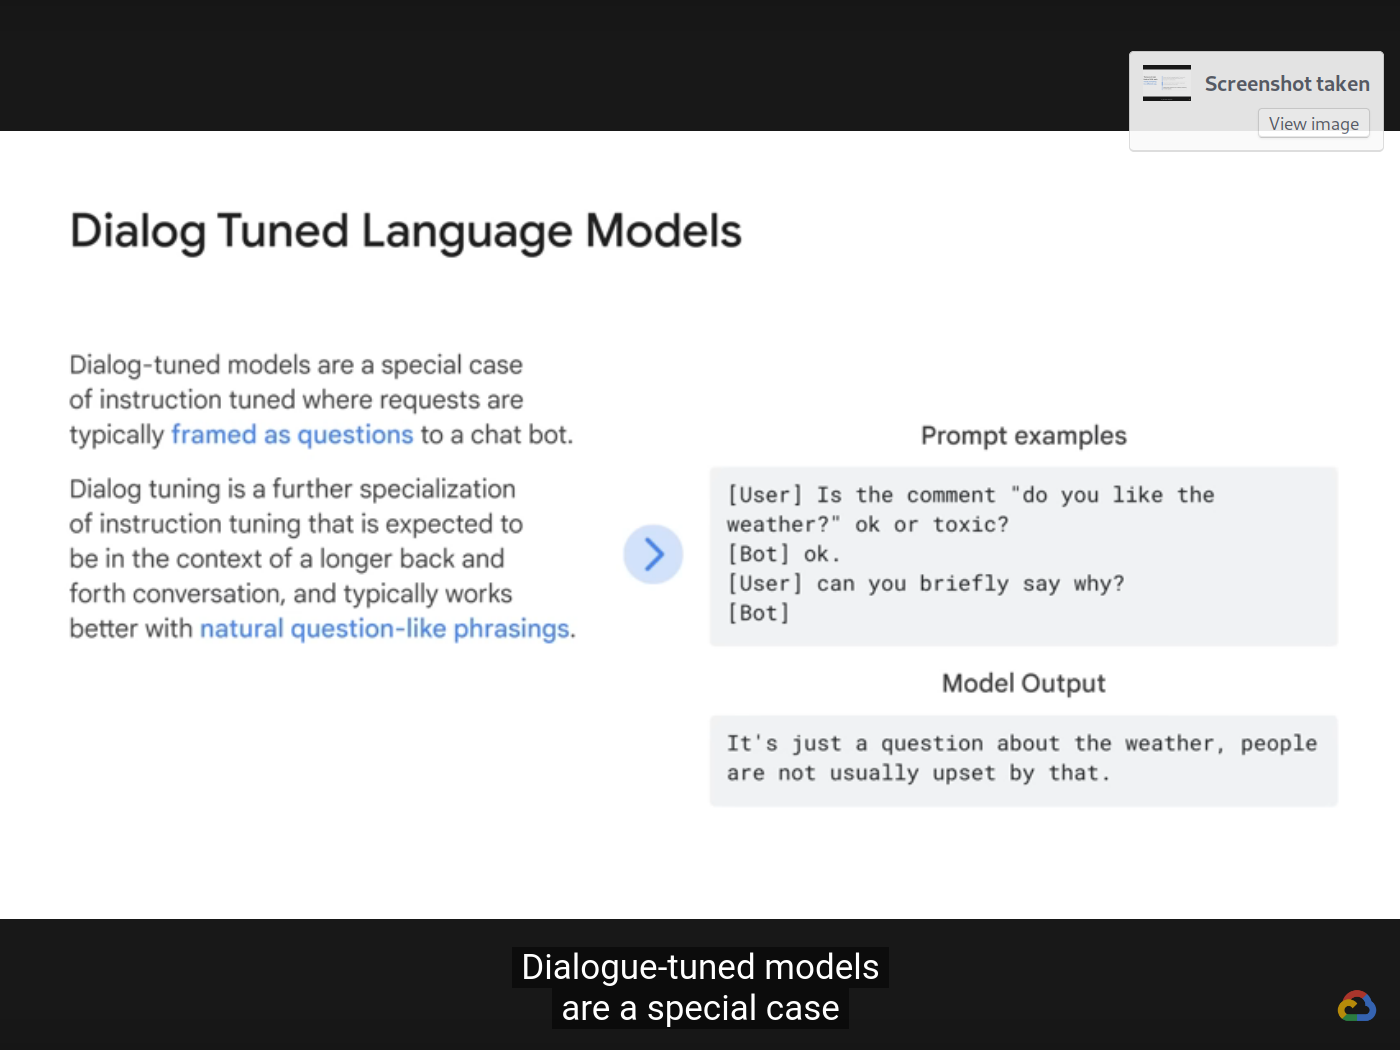 Screenshot taken
View image
Dialog Tuned Language Models
Dialog-tuned models are a special case
of instruction tuned where requests are
typically framed as questions to a chat bot.
Dialog tuning is a further specialization
of instruction tuning that is expected to
be in the context of a longer back and
forth conversation, and typically works
better with natural question-like phrasings.
Prompt examples
[User] Is the comment "do you like the
weather?" ok or toxic?
[Bot] ok.
[User] can you briefly say why?
[Bot]
Model Output
It's just a question about the weather, people
are not usually upset by that.
Dialogue-tuned models
are a special case